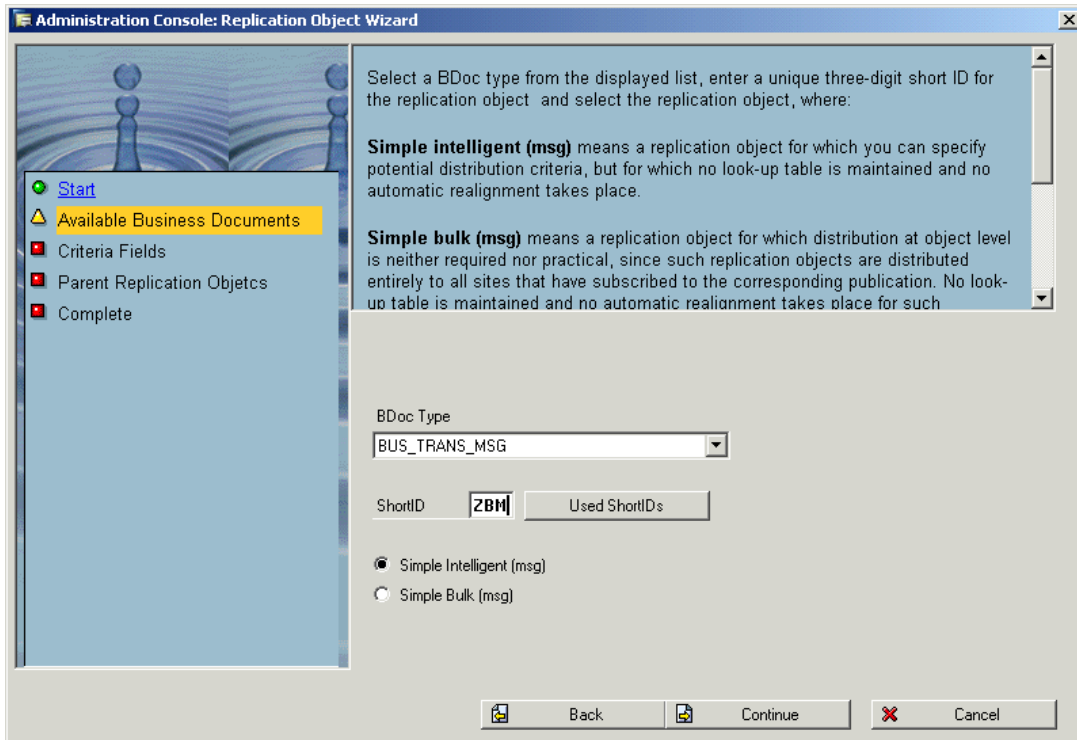 Administration Console: Replication Object Wizard
Select a BDoc type from the displayed list, enter a unique three-digit short ID for
the replication object and select the replication object, where:
Simple intelligent (msg) means a replication object for which you can specify
potential distribution criteria, but for which no look-up table is maintained and no
automatic realignment takes place.
Simple bulk (msg) means a replication object for which distribution at object level
is neither required nor practical, since such replication objects are distributed
entirely to all sites that have subscribed to the corresponding publication. No look-
up table is maintained and no automatic realignment takes place for such
Start
Available Business Documents
Criteria Fields
Parent Replication Objetcs
Complete
BDoc Type
BUS_TRANS_MSG
ShortID ZBM Used ShortIDs
Simple Intelligent (msg)
Simple Bulk (msg)
Back Continue Cancel